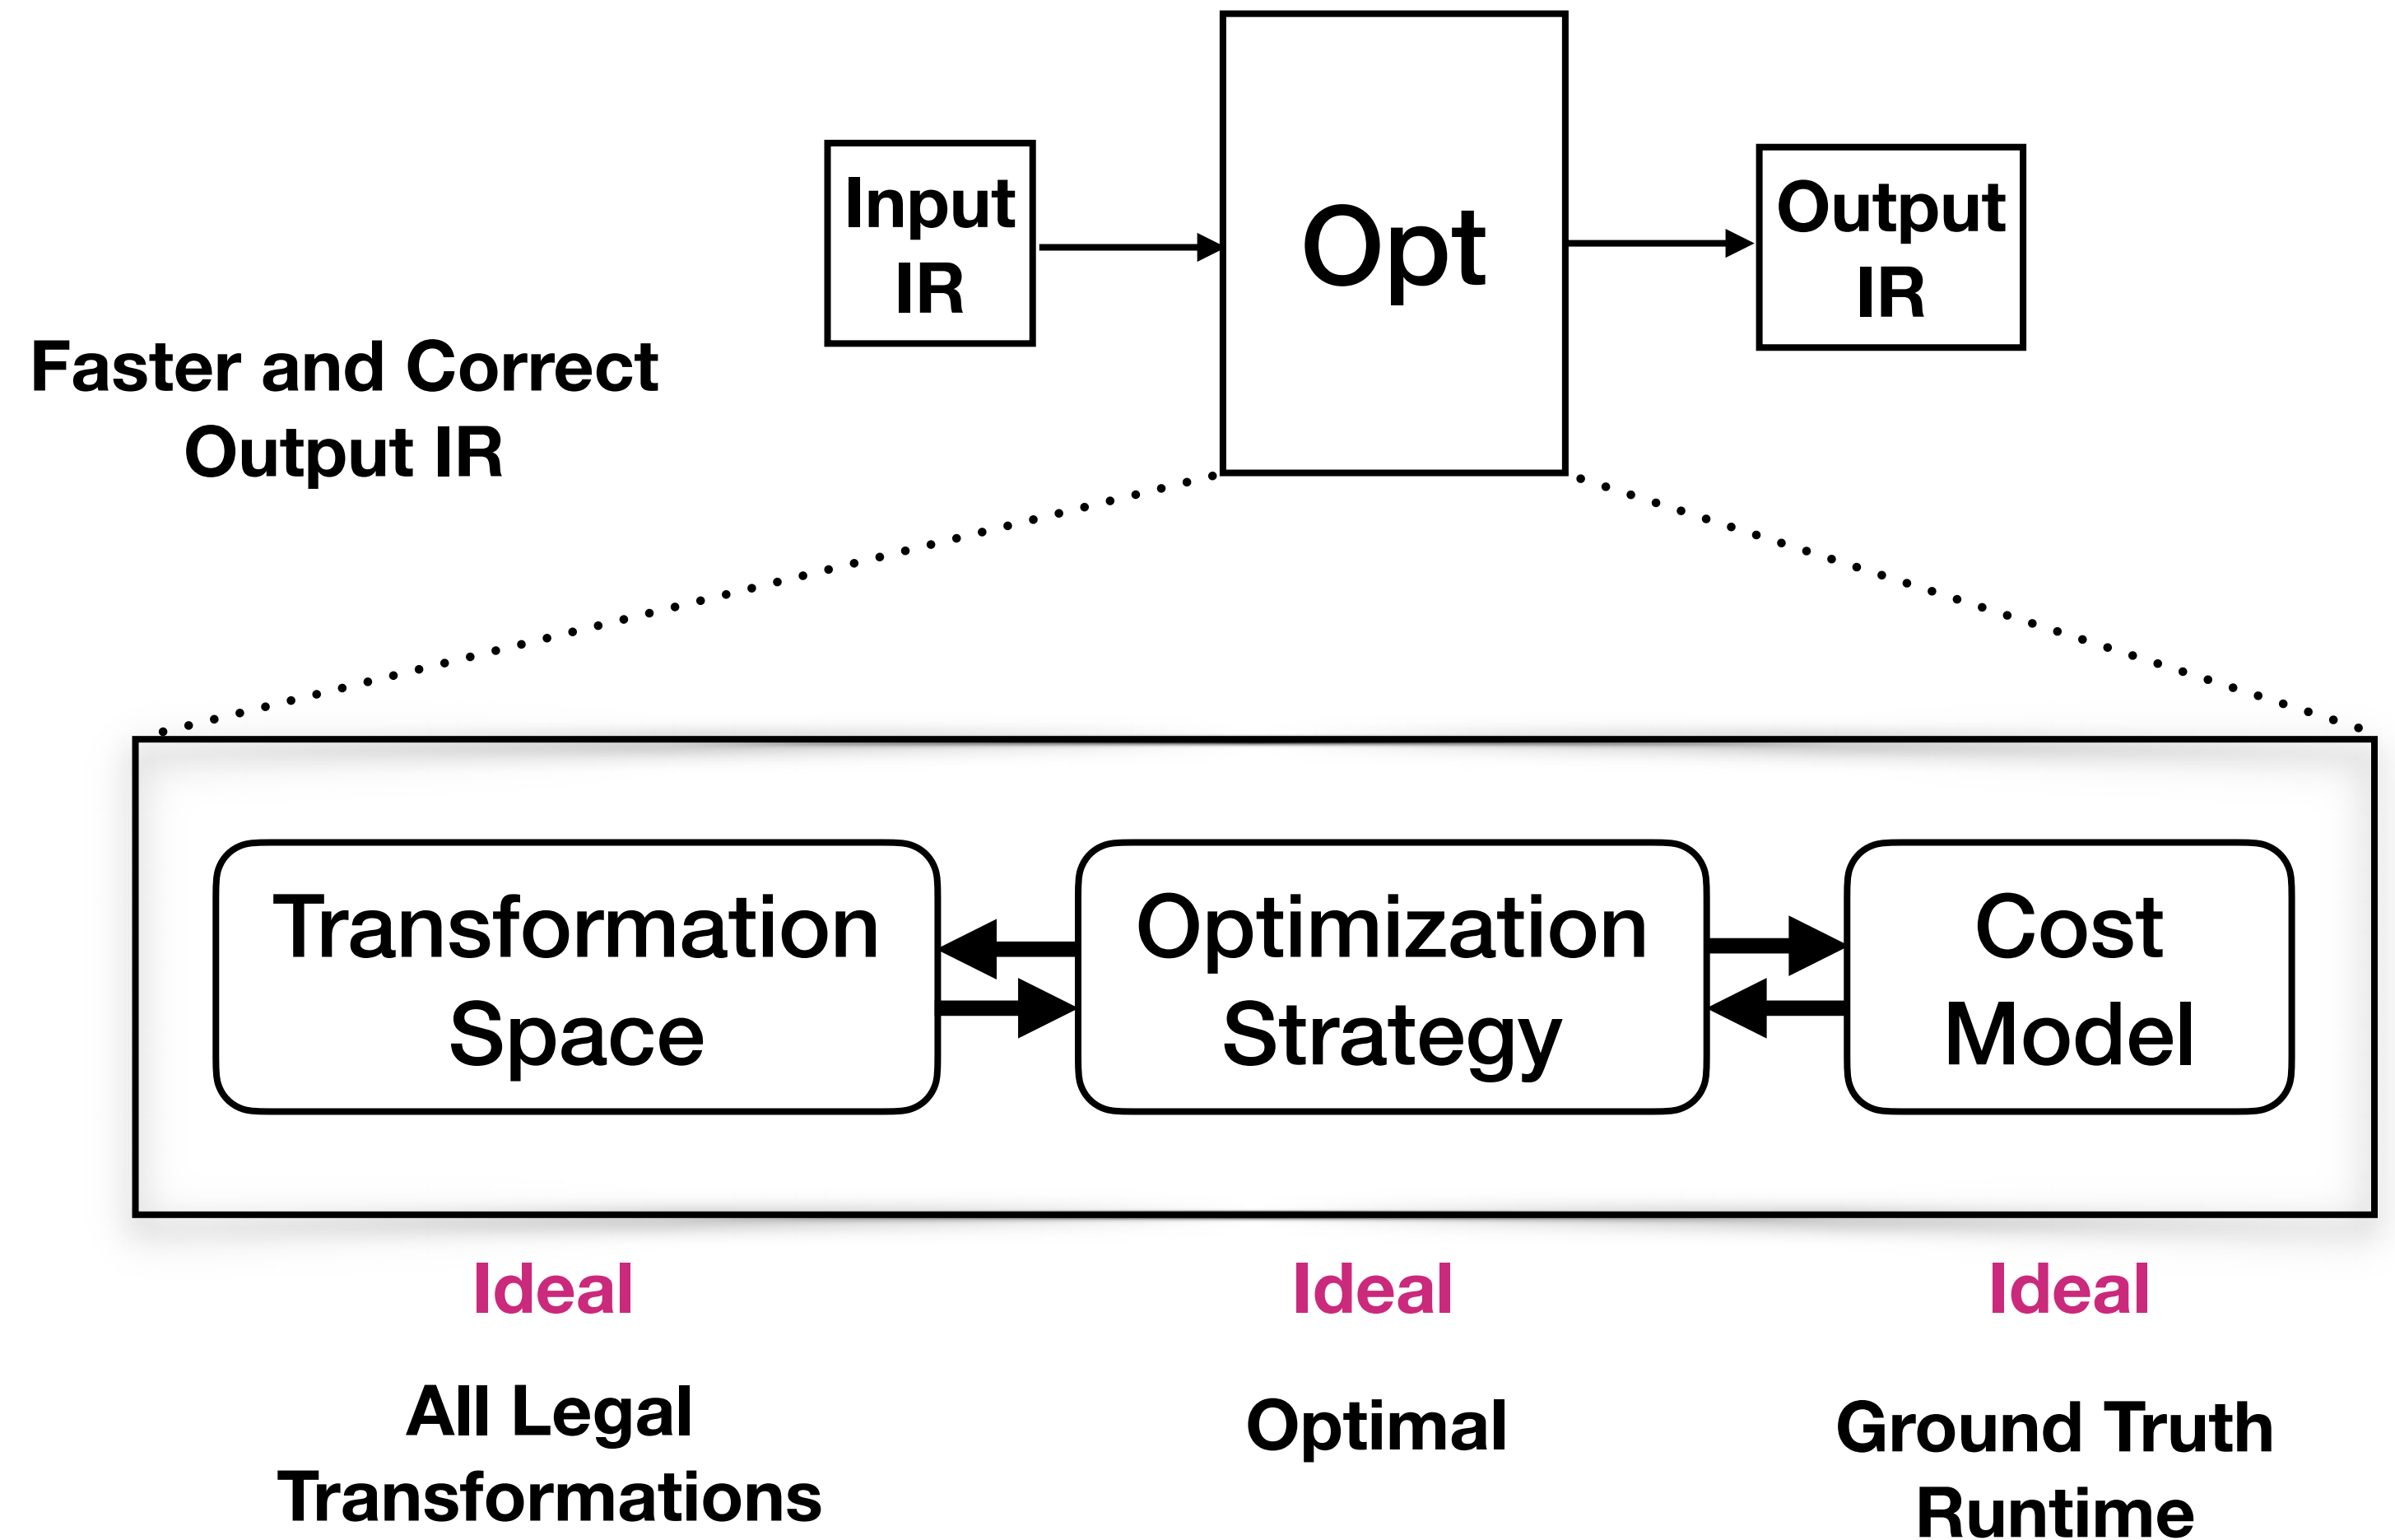 Input
IR
Opt
Output
IR
Faster and Correct
Output IR
Transformation
Space
Optimization
Strategy
Cost
Model
Ideal
All Legal
Transformations
Ideal
Optimal
Ideal
Ground Truth
Runtime